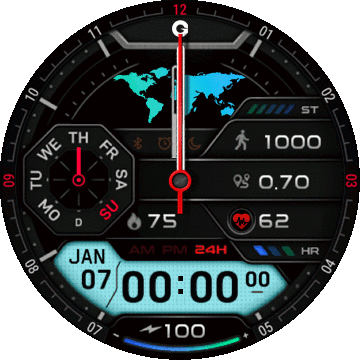 12
11 01
10 02
ST
1000
TH
WE FR
TU SA
MO SU
D
09 03
0.70
75 62
AM PM 24H
HR
JAN
07
00:00 00
08 04
- 100 +
07 05